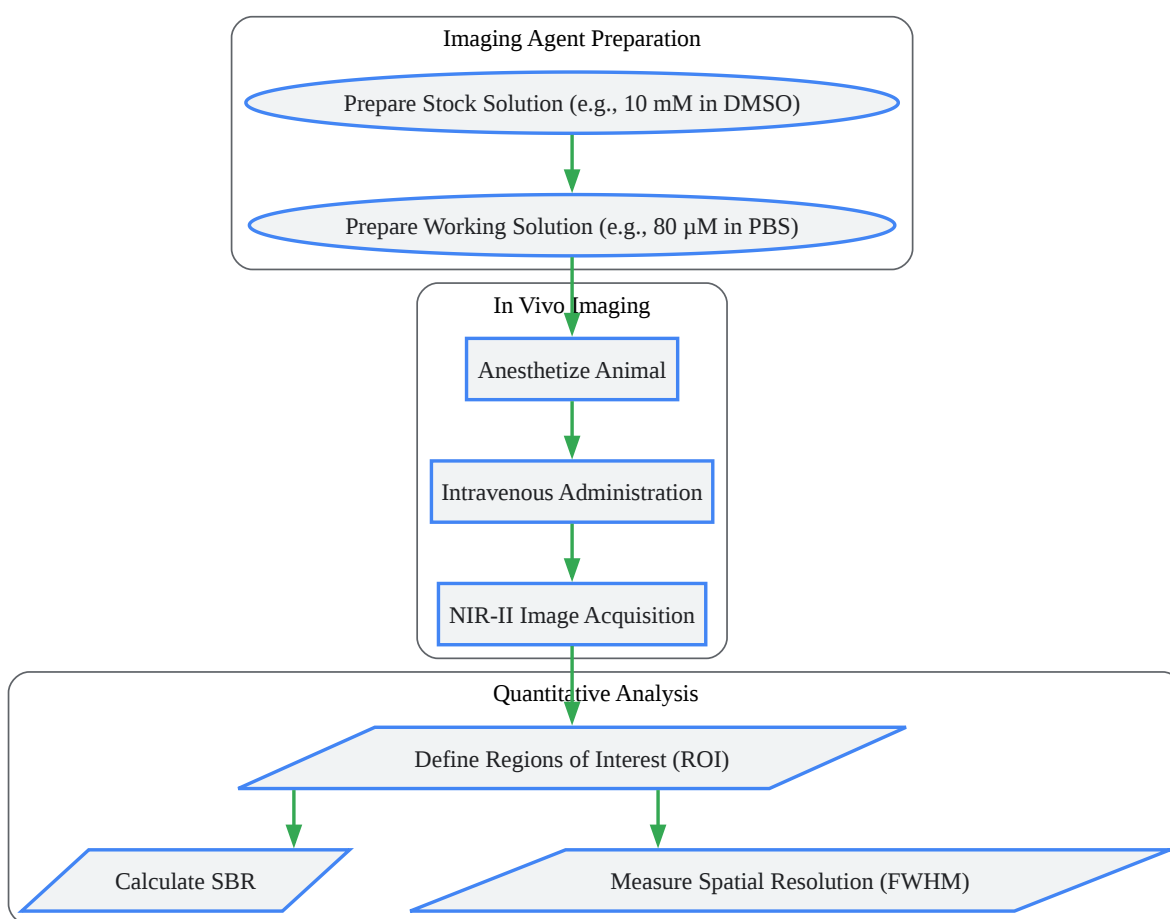 Imaging Agent Preparation
Prepare Stock Solution (e.g., 10 mM in DMSO)
Prepare Working Solution (e.g., 80 µM in PBS)
In Vivo Imaging
Anesthetize Animal
Intravenous Administration
NIR-II Image Acquisition
Quantitative Analysis
Define Regions of Interest (ROI)
Calculate SBR
Measure Spatial Resolution (FWHM)